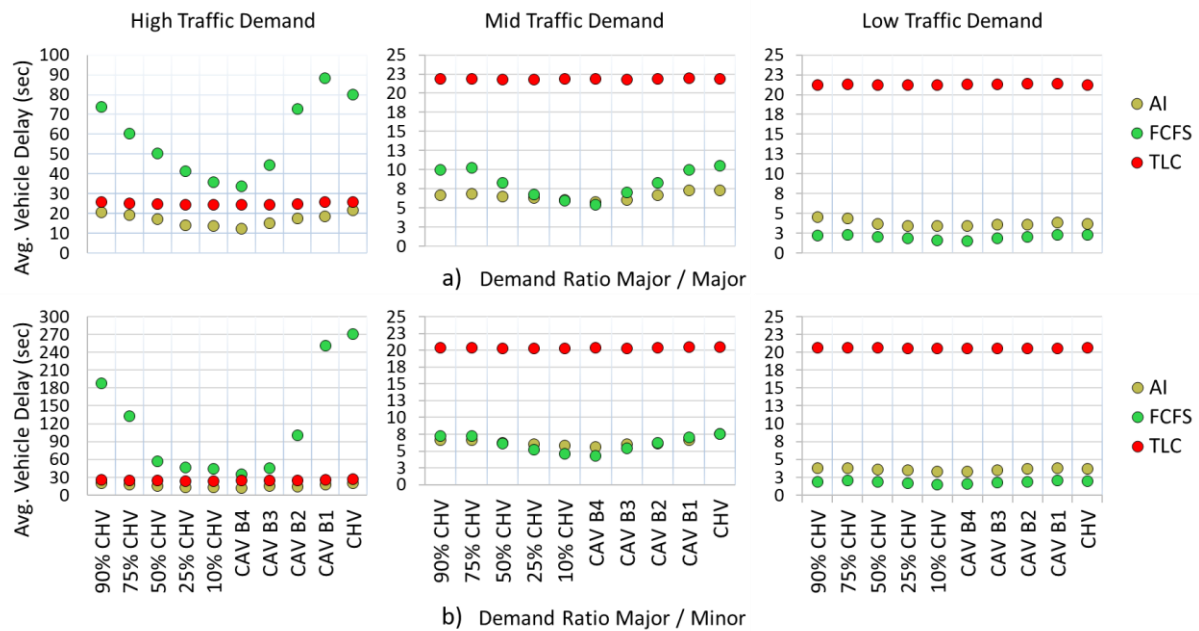 High Traffic Demand
Mid Traffic Demand
Low Traffic Demand
Avg. Vehicle Delay (sec)
100
90
80
70
60
50
40
30
20
10
0
25
23
20
18
15
13
10
8
5
3
0
25
23
20
18
15
13
10
8
5
3
0
AI
FCFS
TLC
a) Demand Ratio Major / Major
Avg. Vehicle Delay (sec)
300
270
240
210
180
150
120
90
60
30
0
25
23
20
18
15
13
10
8
5
3
0
25
23
20
18
15
13
10
8
5
3
0
AI
FCFS
TLC
90% CHV
75% CHV
50% CHV
25% CHV
10% CHV
CAV B4
CAV B3
CAV B2
CAV B1
CHV
90% CHV
75% CHV
50% CHV
25% CHV
10% CHV
CAV B4
CAV B3
CAV B2
CAV B1
CHV
90% CHV
75% CHV
50% CHV
25% CHV
10% CHV
CAV B4
CAV B3
CAV B2
CAV B1
CHV
b) Demand Ratio Major / Minor